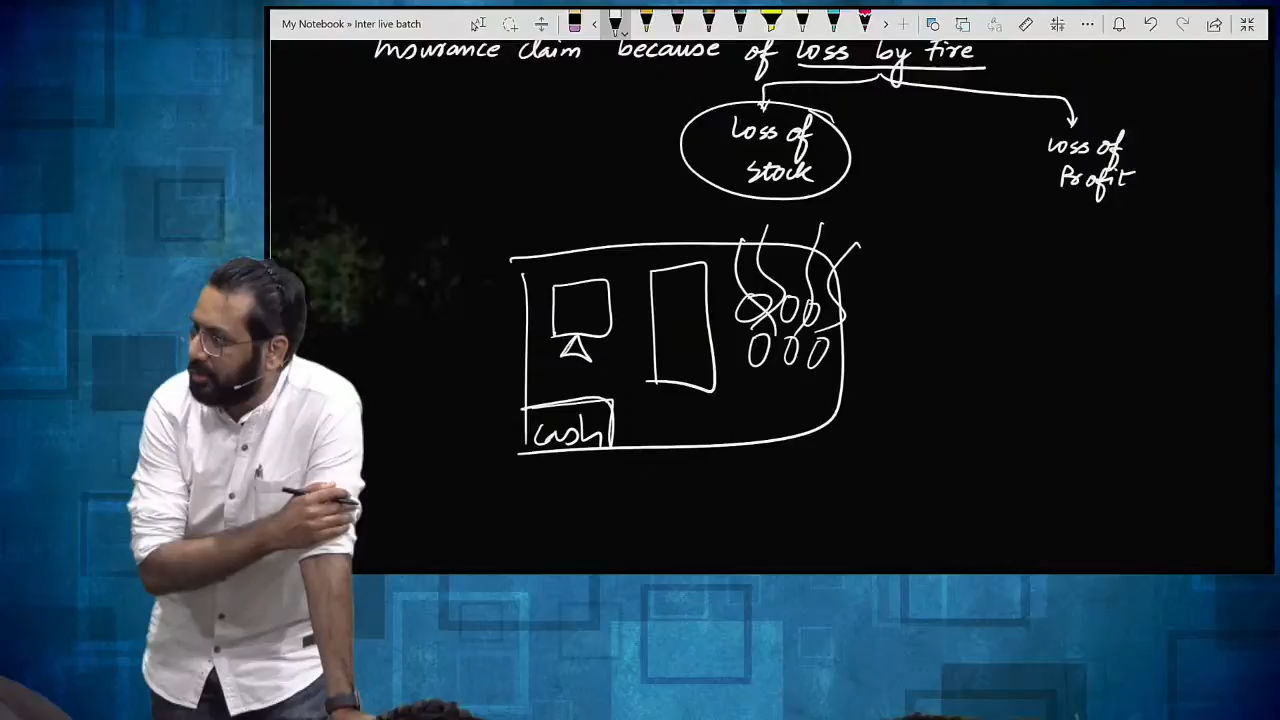 My Notebook » Inter live batch
Insurance claim because of loss by fire
Loss of
Stock
Loss of
Profit
cash